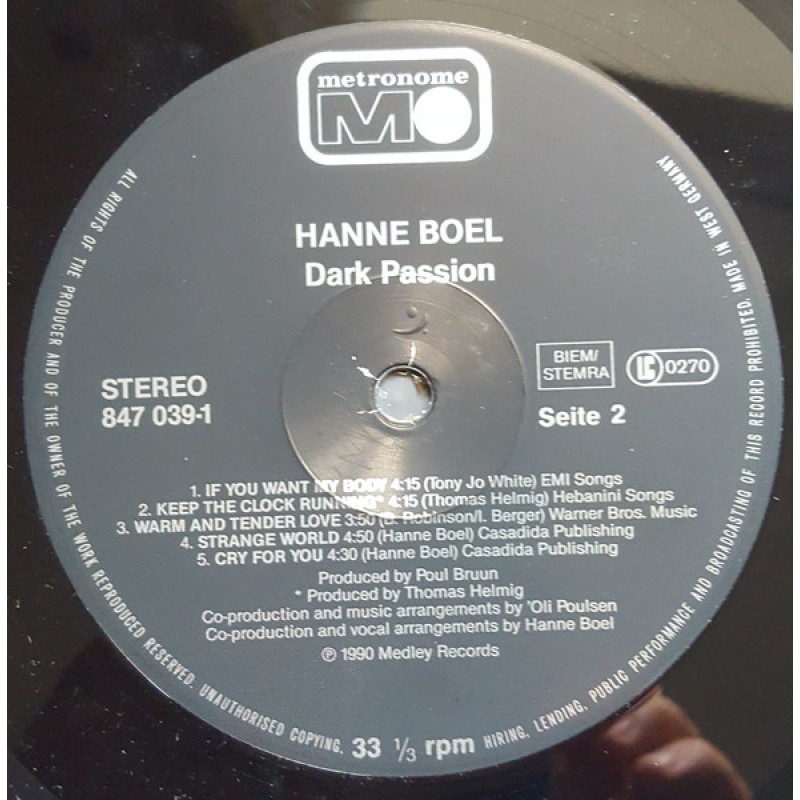 metronome
MO
HANNE BOEL
Dark Passion
STEREO
847 039-1
BIEM/
STEMRA
LC 0270
Seite 2
1. IF YOU WANT MY BODY 4:15 (Tony Jo White) EMI Songs
2. KEEP THE CLOCK RUNNING* 4:15 (Thomas Helmig) Hebanini Songs
3. WARM AND TENDER LOVE 3:50 (B. Robinson/I. Berger) Warner Bros. Music
4. STRANGE WORLD 4:50 (Hanne Boel) Casadida Publishing
5. CRY FOR YOU 4:30 (Hanne Boel) Casadida Publishing
Produced by Poul Bruun
* Produced by Thomas Helmig
Co-production and music arrangements by 'Oli Poulsen
Co-production and vocal arrangements by Hanne Boel
℗ 1990 Medley Records
33 1/3 rpm
ALL RIGHTS OF THE PRODUCER AND OF THE OWNER OF THE WORK REPRODUCED RESERVED. UNAUTHORISED COPYING, HIRING, LENDING, PUBLIC PERFORMANCE AND BROADCASTING OF THIS RECORD PROHIBITED. MADE IN WEST GERMANY